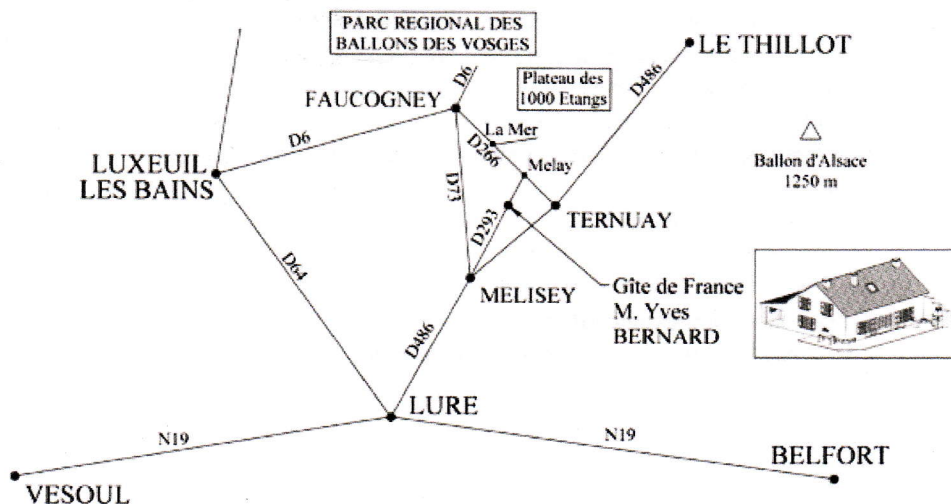 PARC REGIONAL DES
BALLONS DES VOSGES
LE THILLOT
D6
Plateau des
1000 Etangs
D486
FAUCOGNEY
La Mer
D6
D266
Melay
LUXEUIL
LES BAINS
Ballon d'Alsace
1250 m
D73
D293
TERNUAY
D64
MELISEY
Gîte de France
M. Yves
BERNARD
D486
LURE
N19
N19
BELFORT
VESOUL